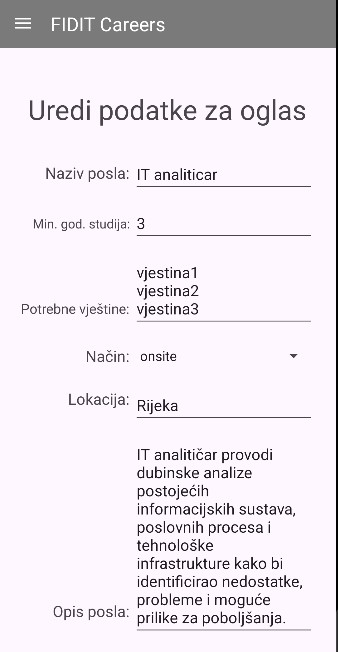 FIDIT Careers
Uredi podatke za oglas
Naziv posla: IT analiticar
Min. god. studija: 3
vjestina1
vjestina2
Potrebne vještine: vjestina3
Način: onsite
Lokacija: Rijeka
IT analitičar provodi
dubinske analize
postojećih
informacijskih sustava,
poslovnih procesa i
tehnološke
infrastrukture kako bi
identificirao nedostatke,
probleme i moguće
Opis posla: prilike za poboljšanja.